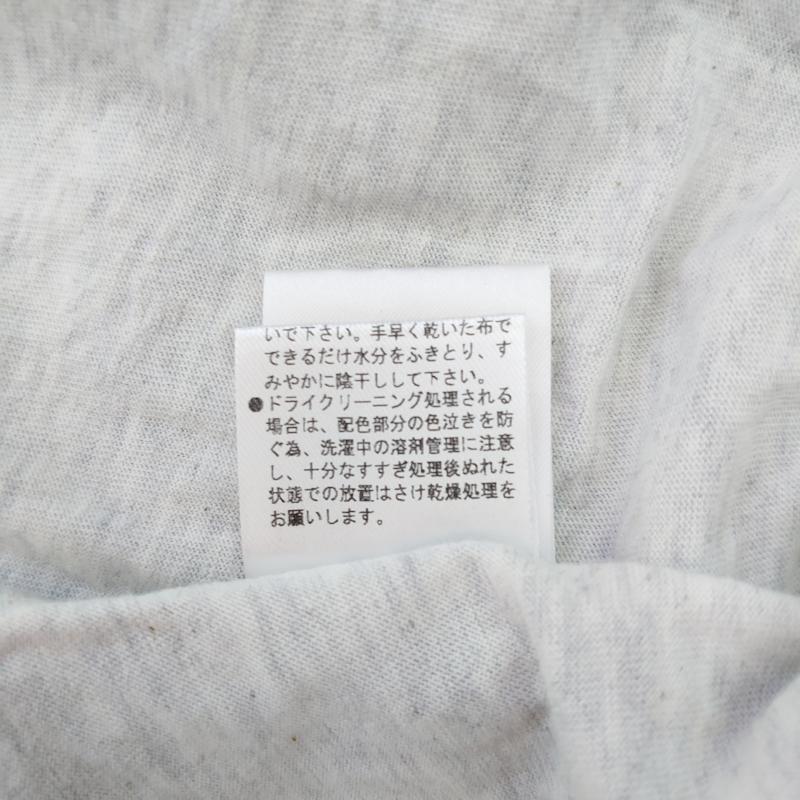 いで下さい。手早く乾いた布で
できるだけ水分をふきとり、す
みやかに陰干しして下さい。
●ドライクリーニング処理される
場合は、配色部分の色泣きを防
ぐ為、洗濯中の溶剤管理に注意
し、十分なすすぎ処理後ぬれた
状態での放置はさけ乾燥処理を
お願いします。